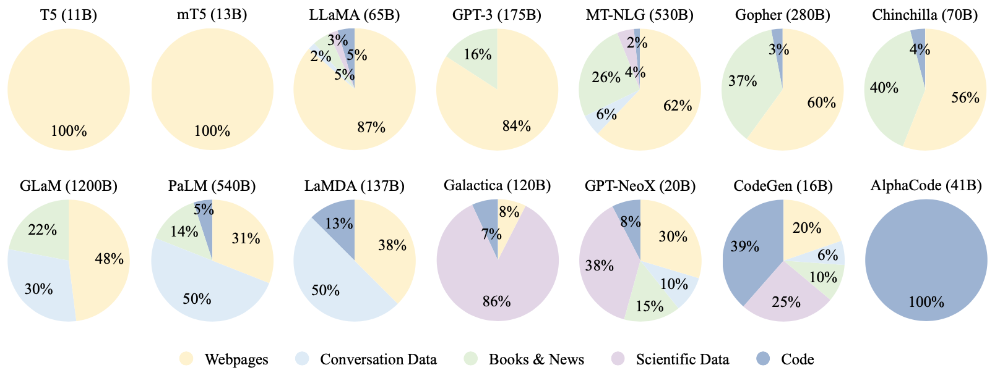 T5 (11B)
mT5 (13B)
LLaMA (65B)
GPT-3 (175B)
MT-NLG (530B)
Gopher (280B)
Chinchilla (70B)
100%
100%
3%
5%
2%
5%
87%
16%
84%
2%
26%
4%
6%
62%
3%
37%
60%
4%
40%
56%
GLaM (1200B)
PaLM (540B)
LaMDA (137B)
Galactica (120B)
GPT-NeoX (20B)
CodeGen (16B)
AlphaCode (41B)
22%
48%
30%
5%
14%
31%
50%
13%
38%
50%
8%
7%
86%
8%
30%
38%
10%
15%
20%
39%
6%
10%
25%
100%
Webpages
Conversation Data
Books & News
Scientific Data
Code